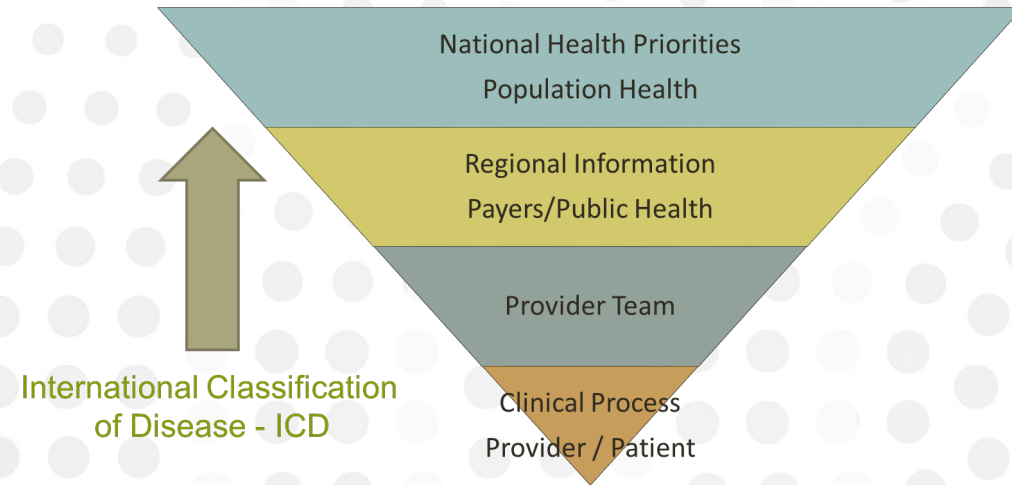 National Health Priorities
Population Health
Regional Information
Payers/Public Health
Provider Team
International Classification
of Disease - ICD
Clinical Process
Provider / Patient